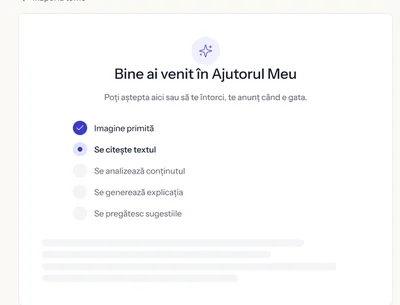 Bine ai venit în Ajutorul Meu
Poți aștepta aici sau să te întorci, te anunț când e gata.
Imagine primită
Se citește textul
Se analizează conținutul
Se generează explicația
Se pregătesc sugestiile